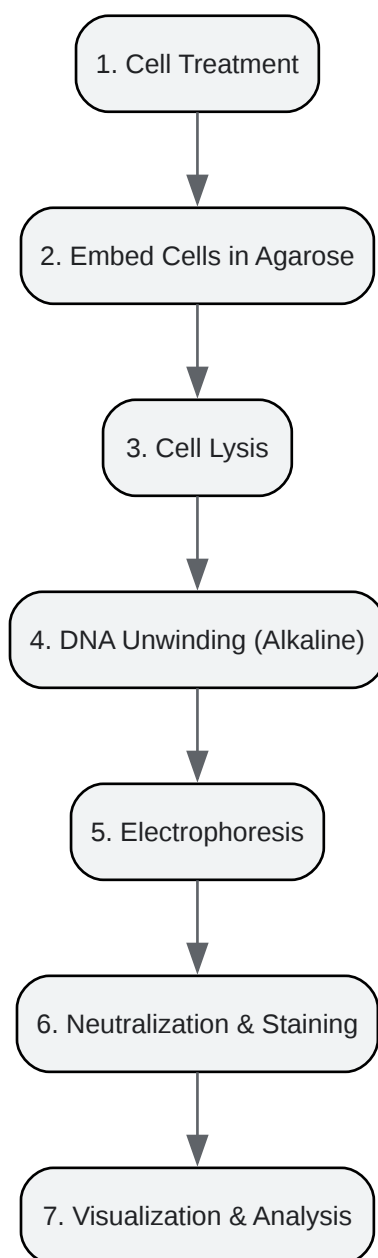 1. Cell Treatment
2. Embed Cells in Agarose
3. Cell Lysis
4. DNA Unwinding (Alkaline)
5. Electrophoresis
6. Neutralization & Staining
7. Visualization & Analysis